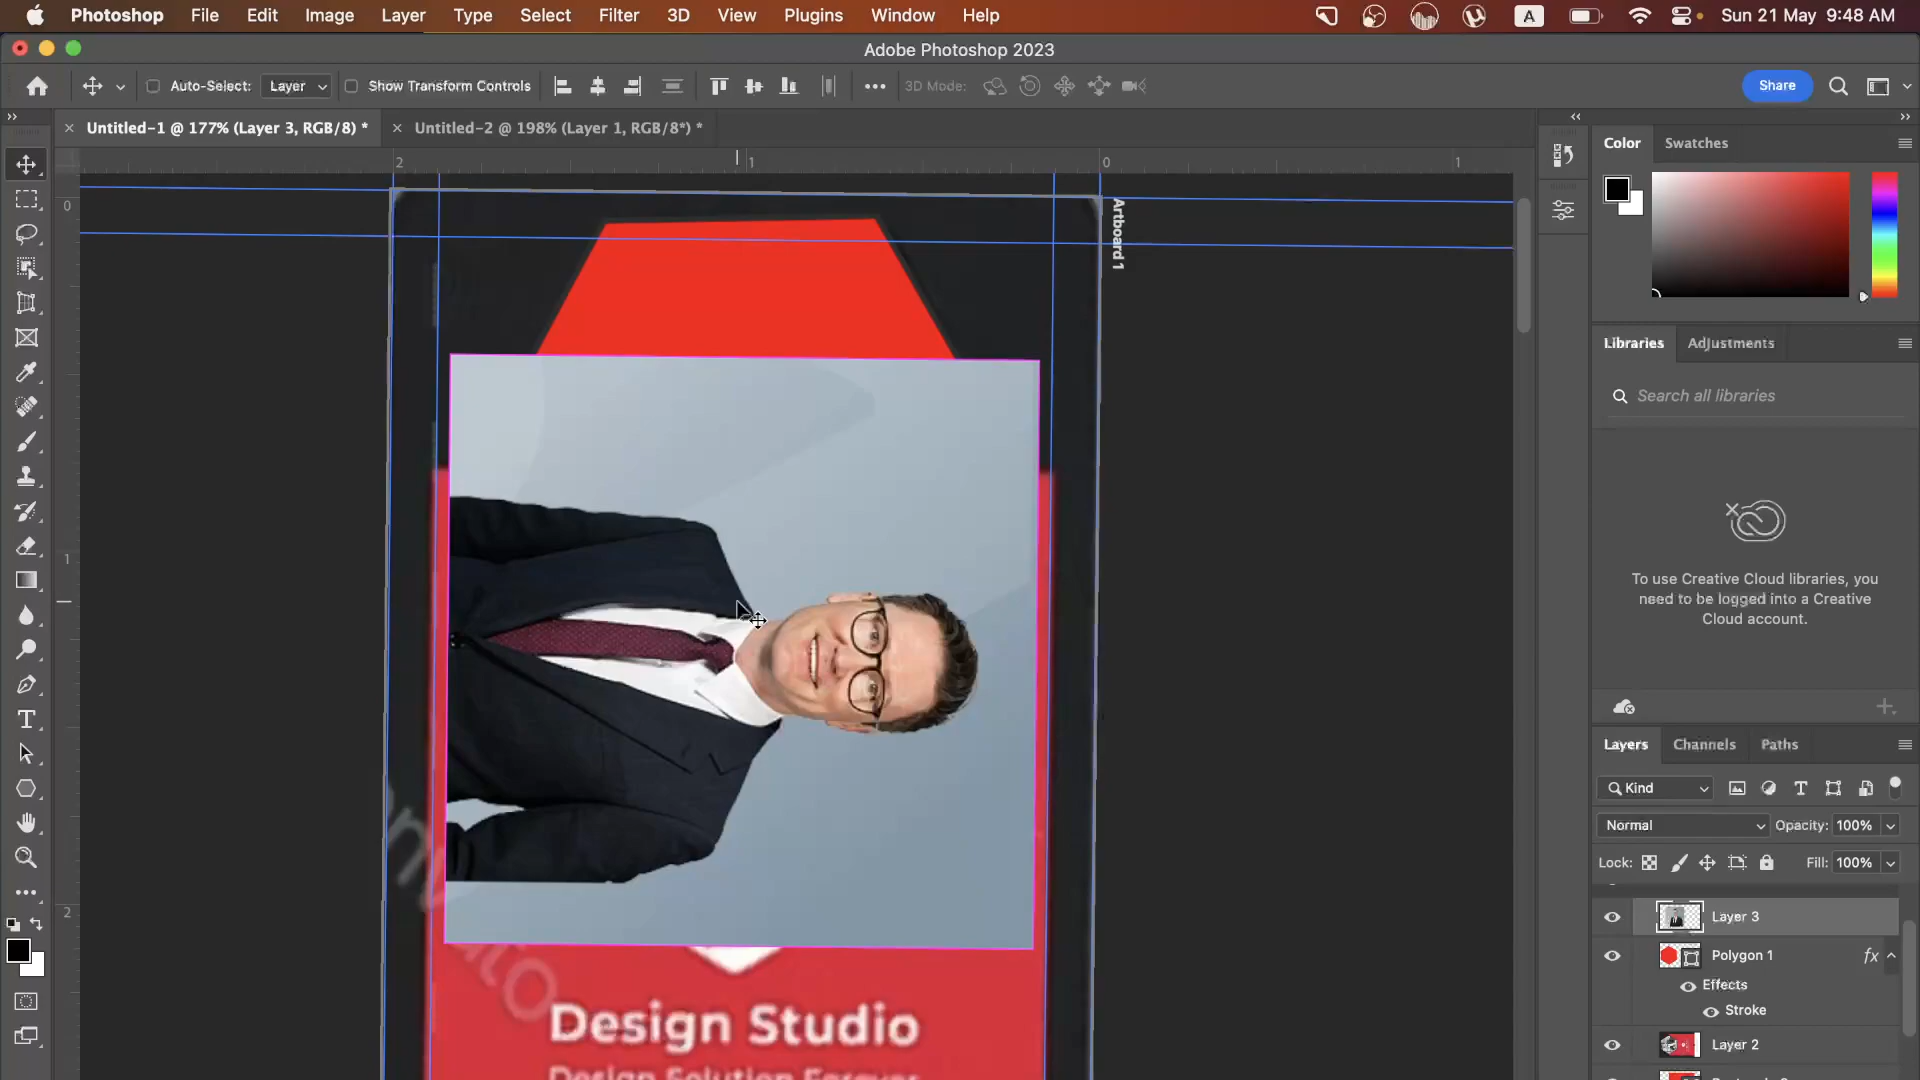 Photoshop File Edit Image Layer Type Select Filter 3D View Plugins Window Help A Sun 21 May 9:48 AM
Adobe Photoshop 2023
Auto-Select: Layer Show Transform Controls 3D Mode: Share
Untitled-1 @ 177% (Layer 3, RGB/8) * Untitled-2 @ 198% (Layer 1, RGB/8*) *
2 1 0 1
0
1
2
Artboard 1
Design Studio
Design Solution Forever
Color Swatches
Libraries Adjustments
Search all libraries
To use Creative Cloud libraries, you
need to be logged into a Creative
Cloud account.
Layers Channels Paths
Kind
Normal Opacity: 100%
Lock: Fill: 100%
Layer 3
Polygon 1 fx
Effects
Stroke
Layer 2